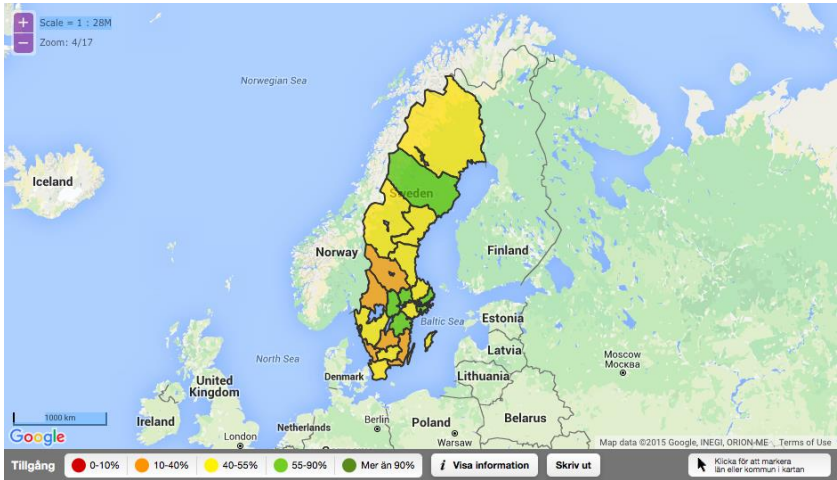 +
Scale = 1 : 28M
−
Zoom: 4/17
Norwegian Sea
Iceland
Sweden
Norway
Finland
Estonia
Baltic Sea
North Sea
Latvia
Moscow
Москва
Denmark
Lithuania
United
Kingdom
1000 km
Ireland
Netherlands
Berlin
Poland
Belarus
London
Warsaw
Google
Map data ©2015 Google, INEGI, ORION-ME
Terms of Use
Tillgång
0-10%
10-40%
40-55%
55-90%
Mer än 90%
i Visa information
Skriv ut
Klicka för att markera
län eller kommun i kartan